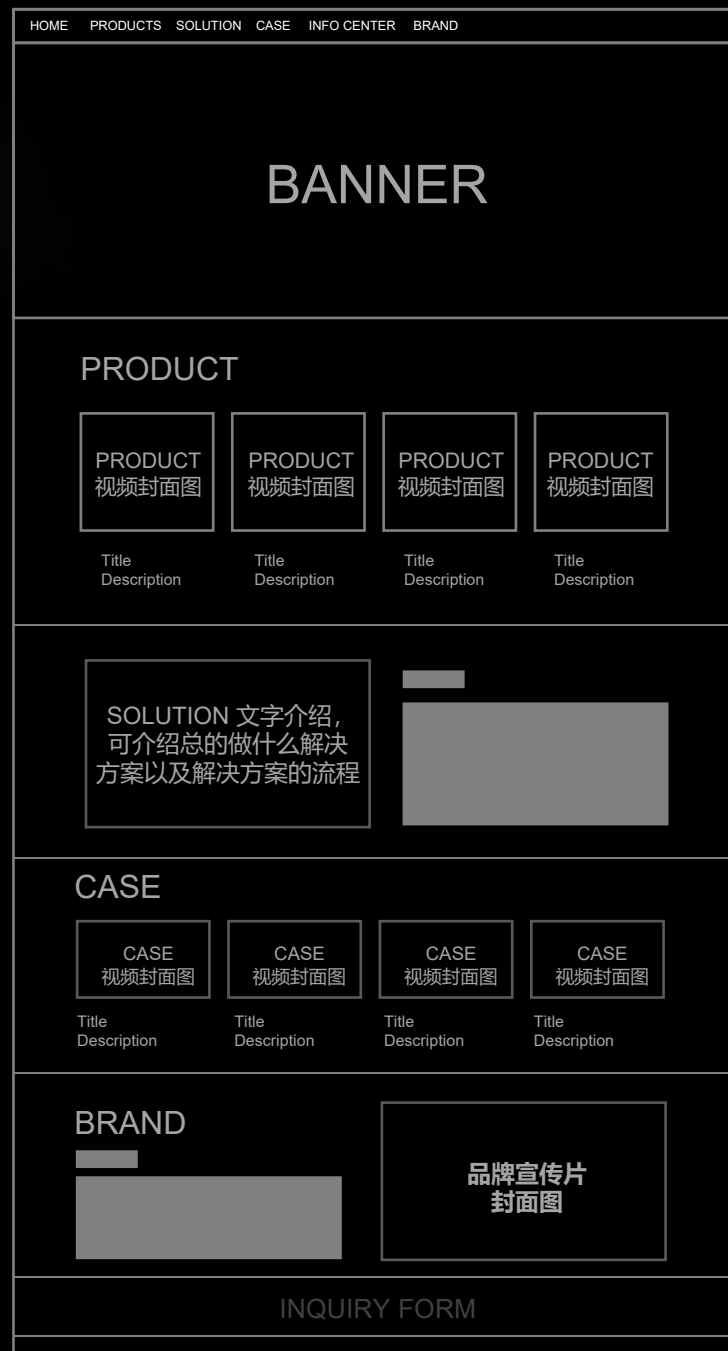 HOME PRODUCTS SOLUTION CASE INFO CENTER BRAND
BANNER
PRODUCT
PRODUCT
视频封面图
PRODUCT
视频封面图
PRODUCT
视频封面图
PRODUCT
视频封面图
Title
Description
Title
Description
Title
Description
Title
Description
SOLUTION 文字介绍，
可介绍总的做什么解决
方案以及解决方案的流程
CASE
CASE
视频封面图
CASE
视频封面图
CASE
视频封面图
CASE
视频封面图
Title
Description
Title
Description
Title
Description
Title
Description
BRAND
品牌宣传片
封面图
INQUIRY FORM